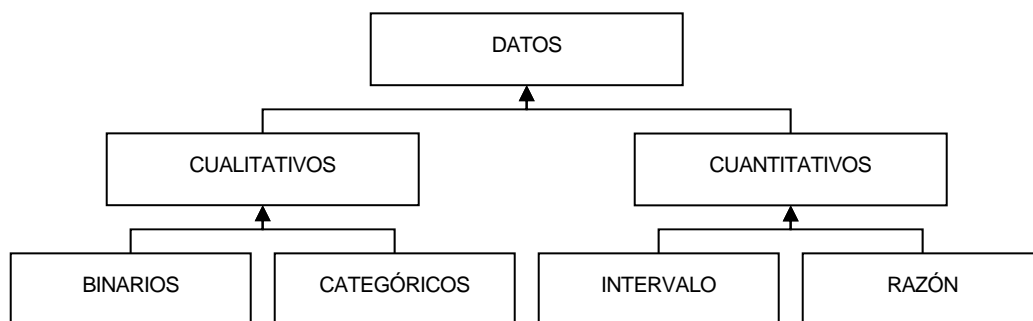 DATOS
CUALITATIVOS
CUANTITATIVOS
BINARIOS
CATEGÓRICOS
INTERVALO
RAZÓN